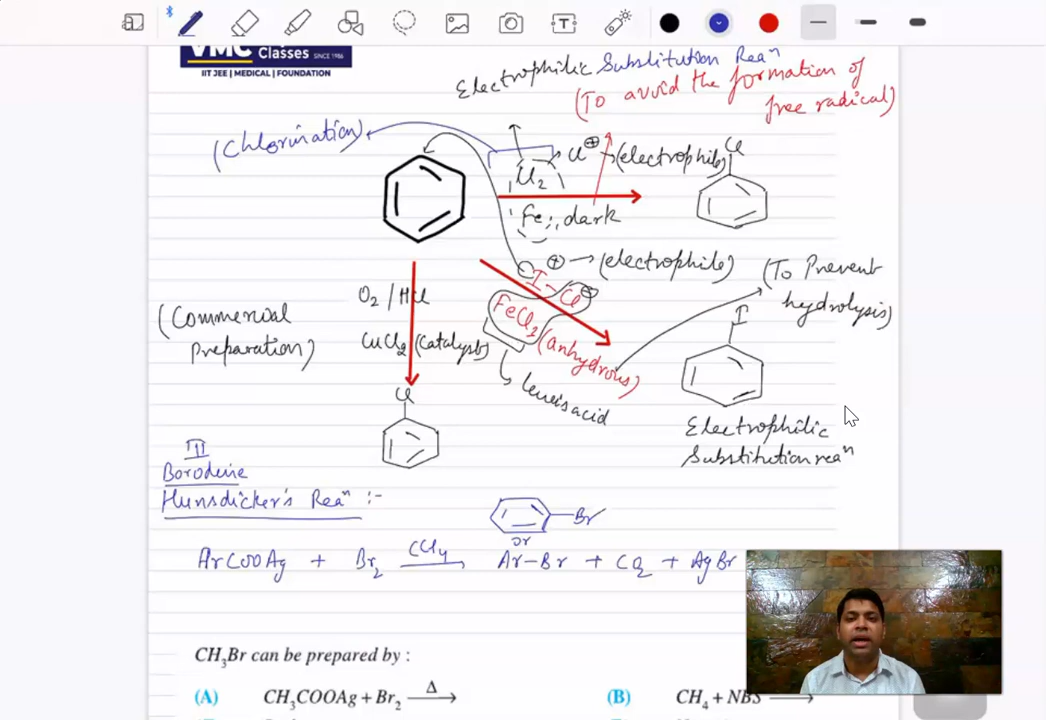 VMC Classes SINCE 1986
IIT JEE | MEDICAL | FOUNDATION
Electrophilic Substitution Reaⁿ
(To avoid the formation of
free radical)
(Chlorination)
Cl⊕ → (electrophile)
Cl₂
Cl
Fe, dark
⊕ → (electrophile)
(To Prevent
hydrolysis)
I–Cl⊖
I
O₂ / HCl
FeCl₃ (anhydrous)
(Commercial
Preparation)
CuCl₂ (Catalyst)
Lewis acid
Cl
Electrophilic
Substitution reaⁿ
III
Borodine
Hunsdicker's Reaⁿ :-
Br
or
ArCOOAg + Br₂ CCl₄ Ar–Br + CO₂ + AgBr
CH₃Br can be prepared by :
(A) CH₃COOAg + Br₂ Δ→
(B) CH₄ + NBS →